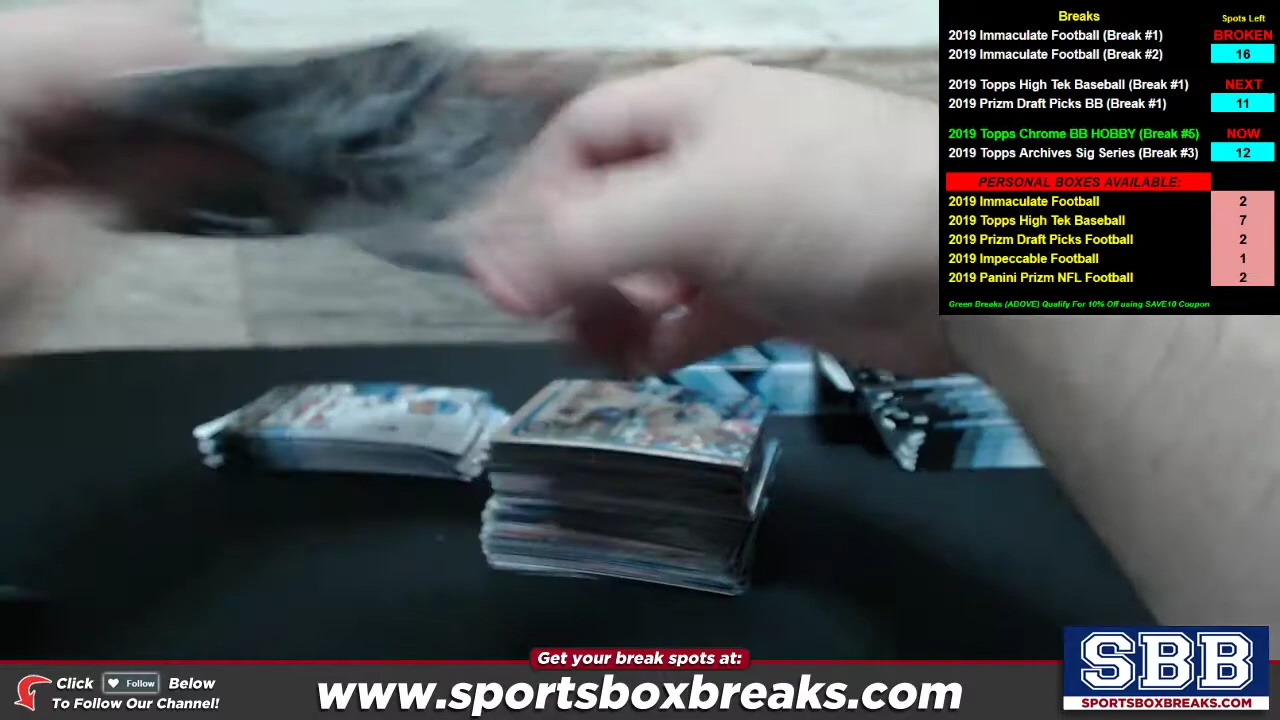 Breaks Spots Left
2019 Immaculate Football (Break #1) BROKEN
2019 Immaculate Football (Break #2) 16
2019 Topps High Tek Baseball (Break #1) NEXT
2019 Prizm Draft Picks BB (Break #1) 11
2019 Topps Chrome BB HOBBY (Break #5) NOW
2019 Topps Archives Sig Series (Break #3) 12
PERSONAL BOXES AVAILABLE:
2019 Immaculate Football 2
2019 Topps High Tek Baseball 7
2019 Prizm Draft Picks Football 2
2019 Impeccable Football 1
2019 Panini Prizm NFL Football 2
Green Breaks (ABOVE) Qualify For 10% Off using SAVE10 Coupon
Get your break spots at:
Click Follow Below
To Follow Our Channel!
www.sportsboxbreaks.com
SBB
SPORTSBOXBREAKS.COM